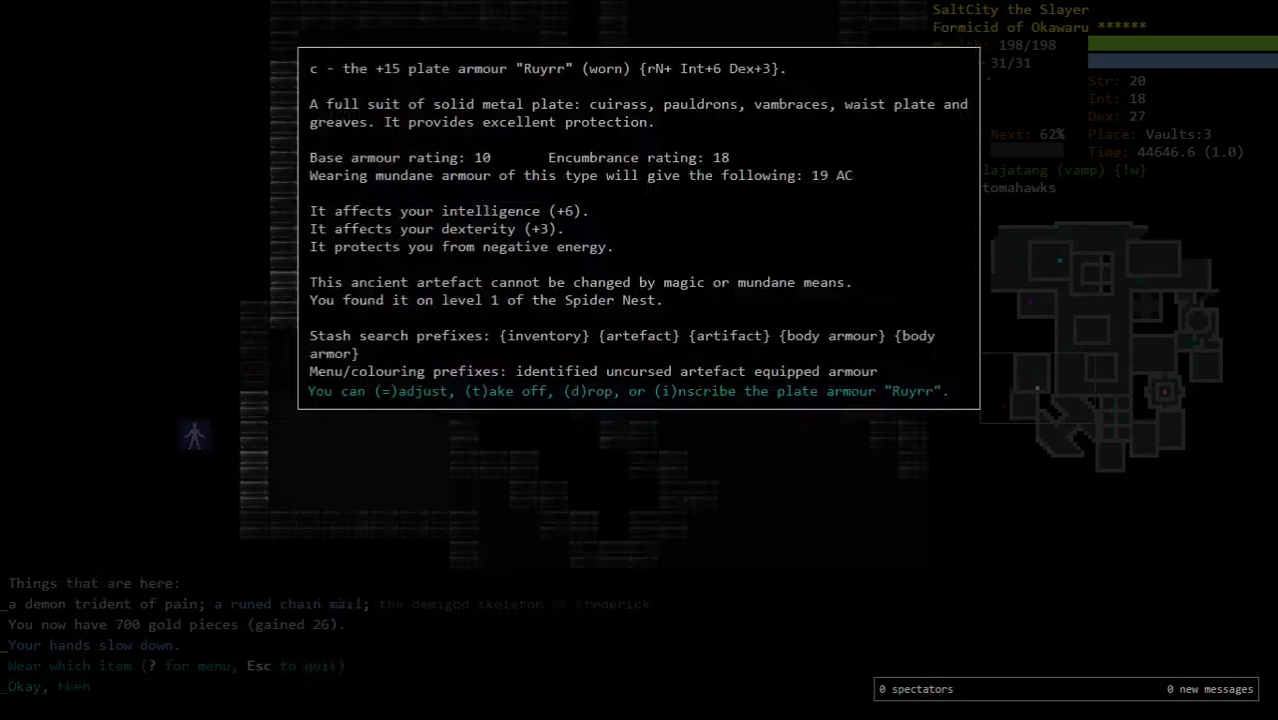 SaltCity the Slayer
Formicid of Okawaru ******
Health: 198/198
31/31
Str: 20
Int: 18
Dex: 27
Next: 62% Place: Vaults:3
Time: 44646.6 (1.0)
lajatang (vamp) {!w}
tomahawks
c - the +15 plate armour "Ruyrr" (worn) {rN+ Int+6 Dex+3}.
A full suit of solid metal plate: cuirass, pauldrons, vambraces, waist plate and
greaves. It provides excellent protection.
Base armour rating: 10 Encumbrance rating: 18
Wearing mundane armour of this type will give the following: 19 AC
It affects your intelligence (+6).
It affects your dexterity (+3).
It protects you from negative energy.
This ancient artefact cannot be changed by magic or mundane means.
You found it on level 1 of the Spider Nest.
Stash search prefixes: {inventory} {artefact} {artifact} {body armour} {body
armor}
Menu/colouring prefixes: identified uncursed artefact equipped armour
You can (=)adjust, (t)ake off, (d)rop, or (i)nscribe the plate armour "Ruyrr".
Things that are here:
_a demon trident of pain; a runed chain mail; the demigod skeleton of
You now have 700 gold pieces (gained 26).
_Your hands slow down.
Wear which item (? for menu, Esc to quit)
_Okay, then
0 spectators 0 new messages